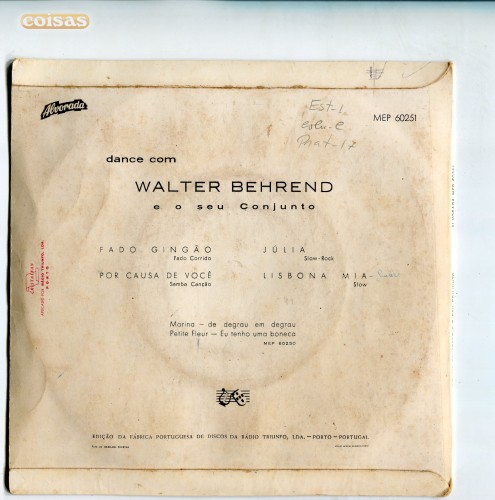 coisas
Alvorada
Est-1.
MEP 60251
dance com
WALTER BEHREND
e o seu Conjunto
FADO GINGÃO
Fado Corrido
JÚLIA
Slow-Rock
POR CAUSA DE VOCÊ
Samba Canção
LISBONA MIA
Slow
Marina — de degrau em degrau
Petite Fleur — Eu tenho uma boneca
MEP 60250
EDIÇÃO DA FÁBRICA PORTUGUESA DE DISCOS DA RÁDIO TRIUNFO, LDA. — PORTO — PORTUGAL